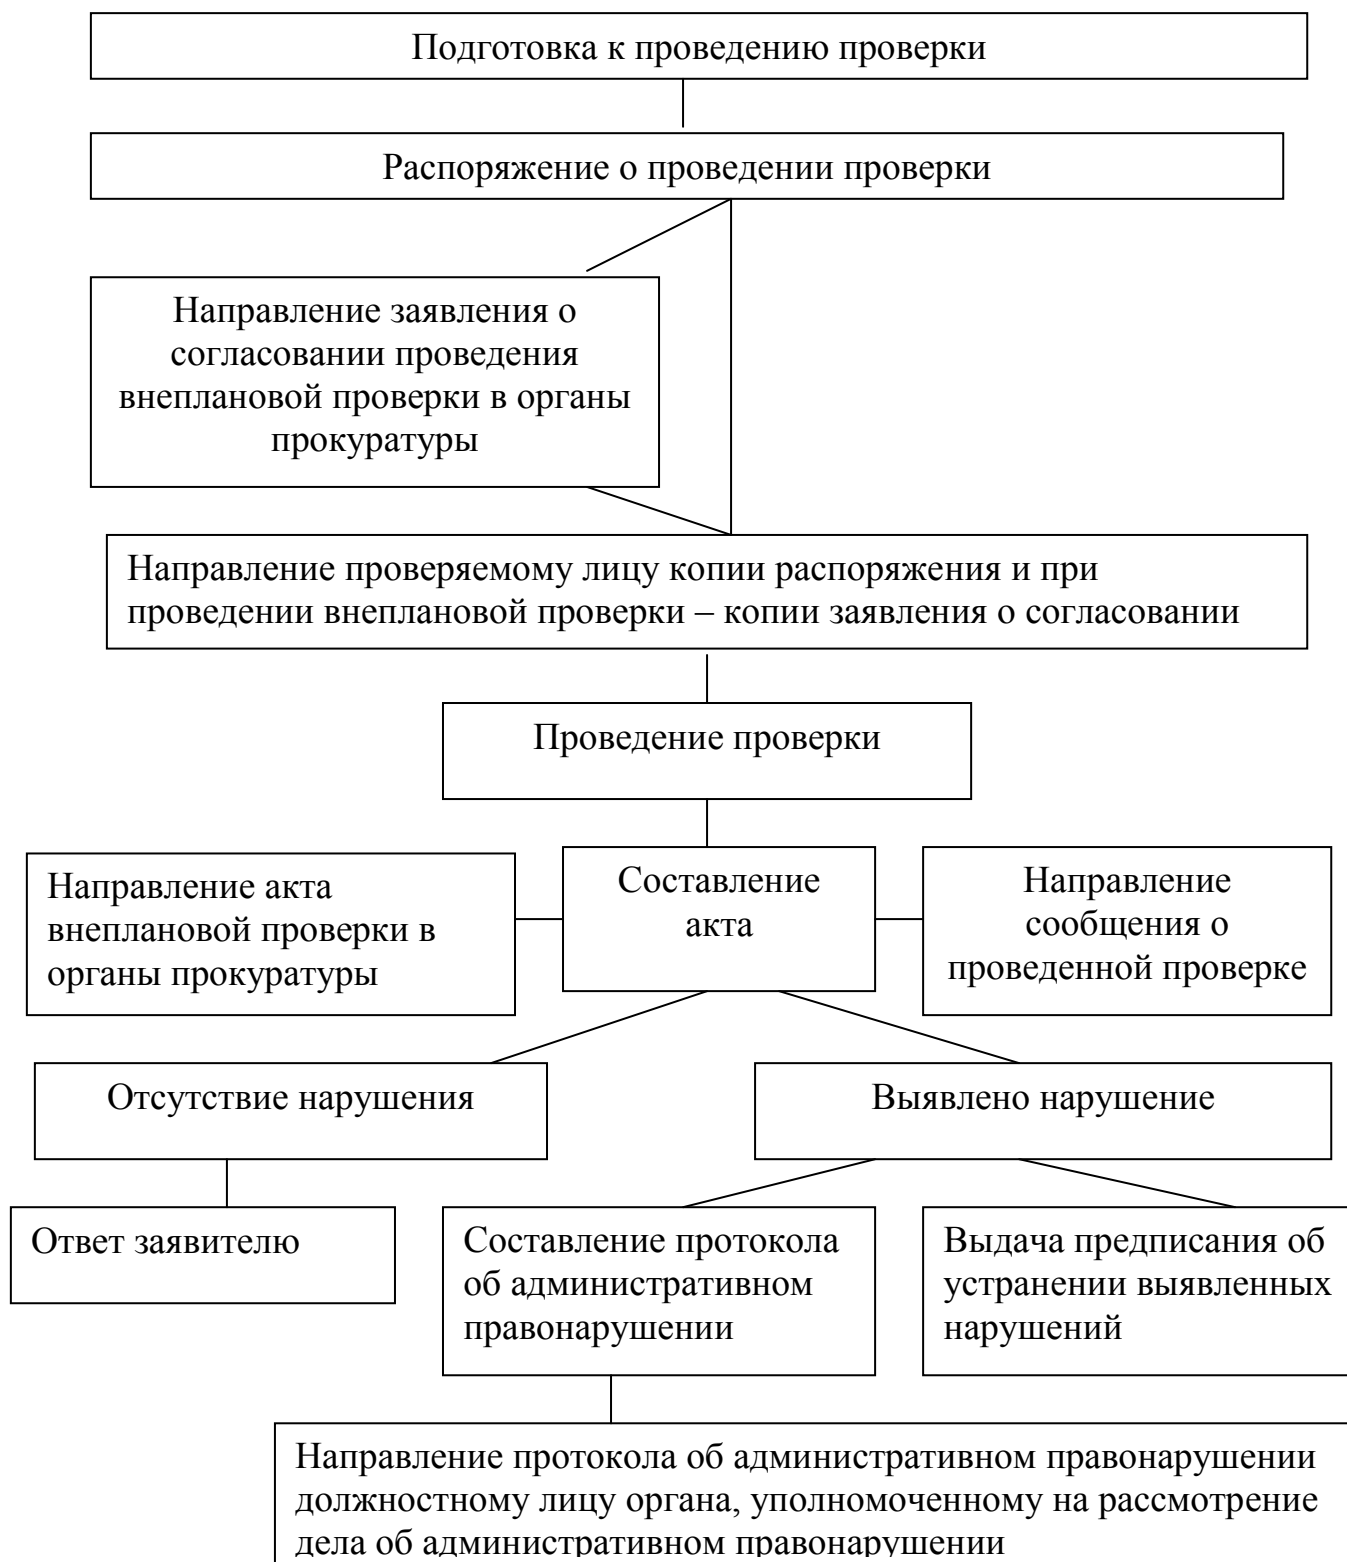 Подготовка к проведению проверки
Распоряжение о проведении проверки
Направление заявления о
согласовании проведения
внеплановой проверки в органы
прокуратуры
Направление проверяемому лицу копии распоряжения и при
проведении внеплановой проверки – копии заявления о согласовании
Проведение проверки
Направление акта
внеплановой проверки в
органы прокуратуры
Составление
акта
Направление
сообщения о
проведенной проверке
Отсутствие нарушения
Выявлено нарушение
Ответ заявителю
Составление протокола
об административном
правонарушении
Выдача предписания об
устранении выявленных
нарушений
Направление протокола об административном правонарушении
должностному лицу органа, уполномоченному на рассмотрение
дела об административном правонарушении